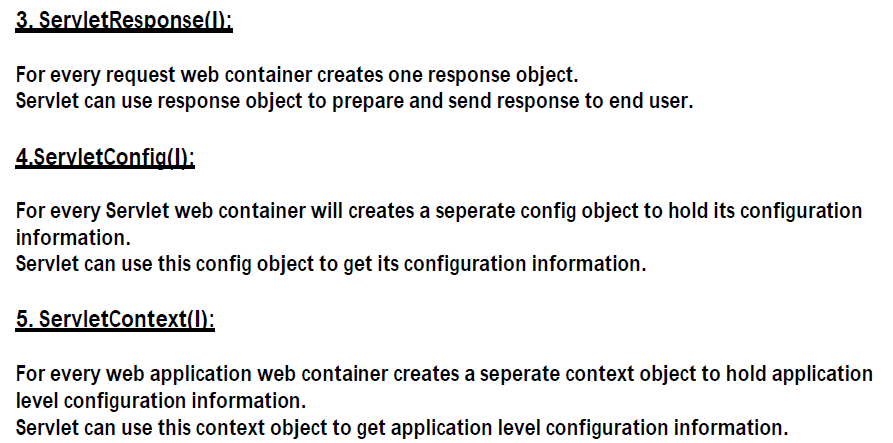 3. ServletResponse(I):
For every request web container creates one response object.
Servlet can use response object to prepare and send response to end user.
4.ServletConfig(I):
For every Servlet web container will creates a seperate config object to hold its configuration
information.
Servlet can use this config object to get its configuration information.
5. ServletContext(I):
For every web application web container creates a seperate context object to hold application
level configuration information.
Servlet can use this context object to get application level configuration information.